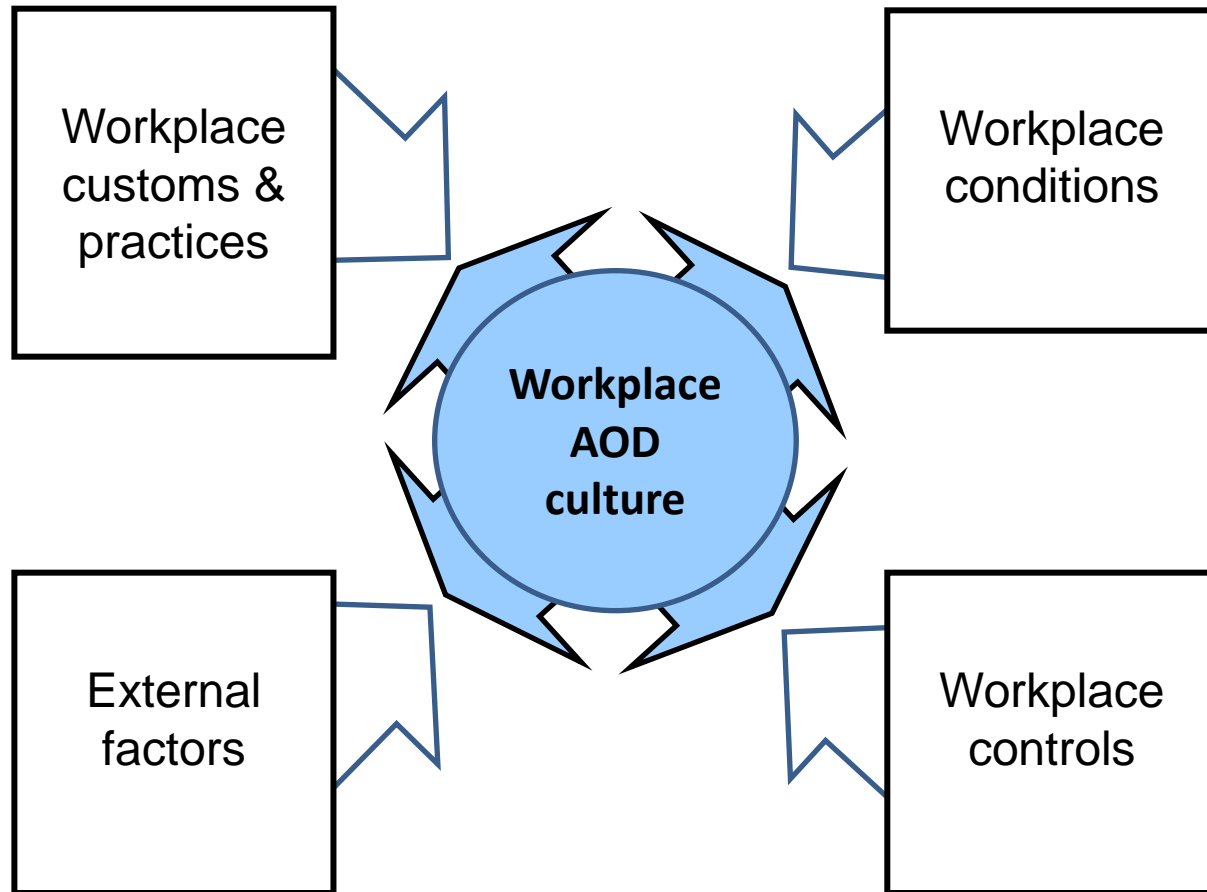 Workplace
customs &
practices
Workplace
conditions
Workplace
AOD
culture
External
factors
Workplace
controls